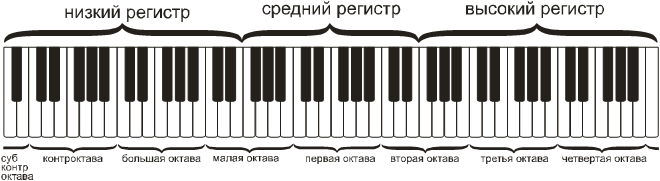 низкий регистр
средний регистр
высокий регистр
суб
контр
октава
контроктава
большая октава
малая октава
первая октава
вторая октава
третья октава
четвертая октава